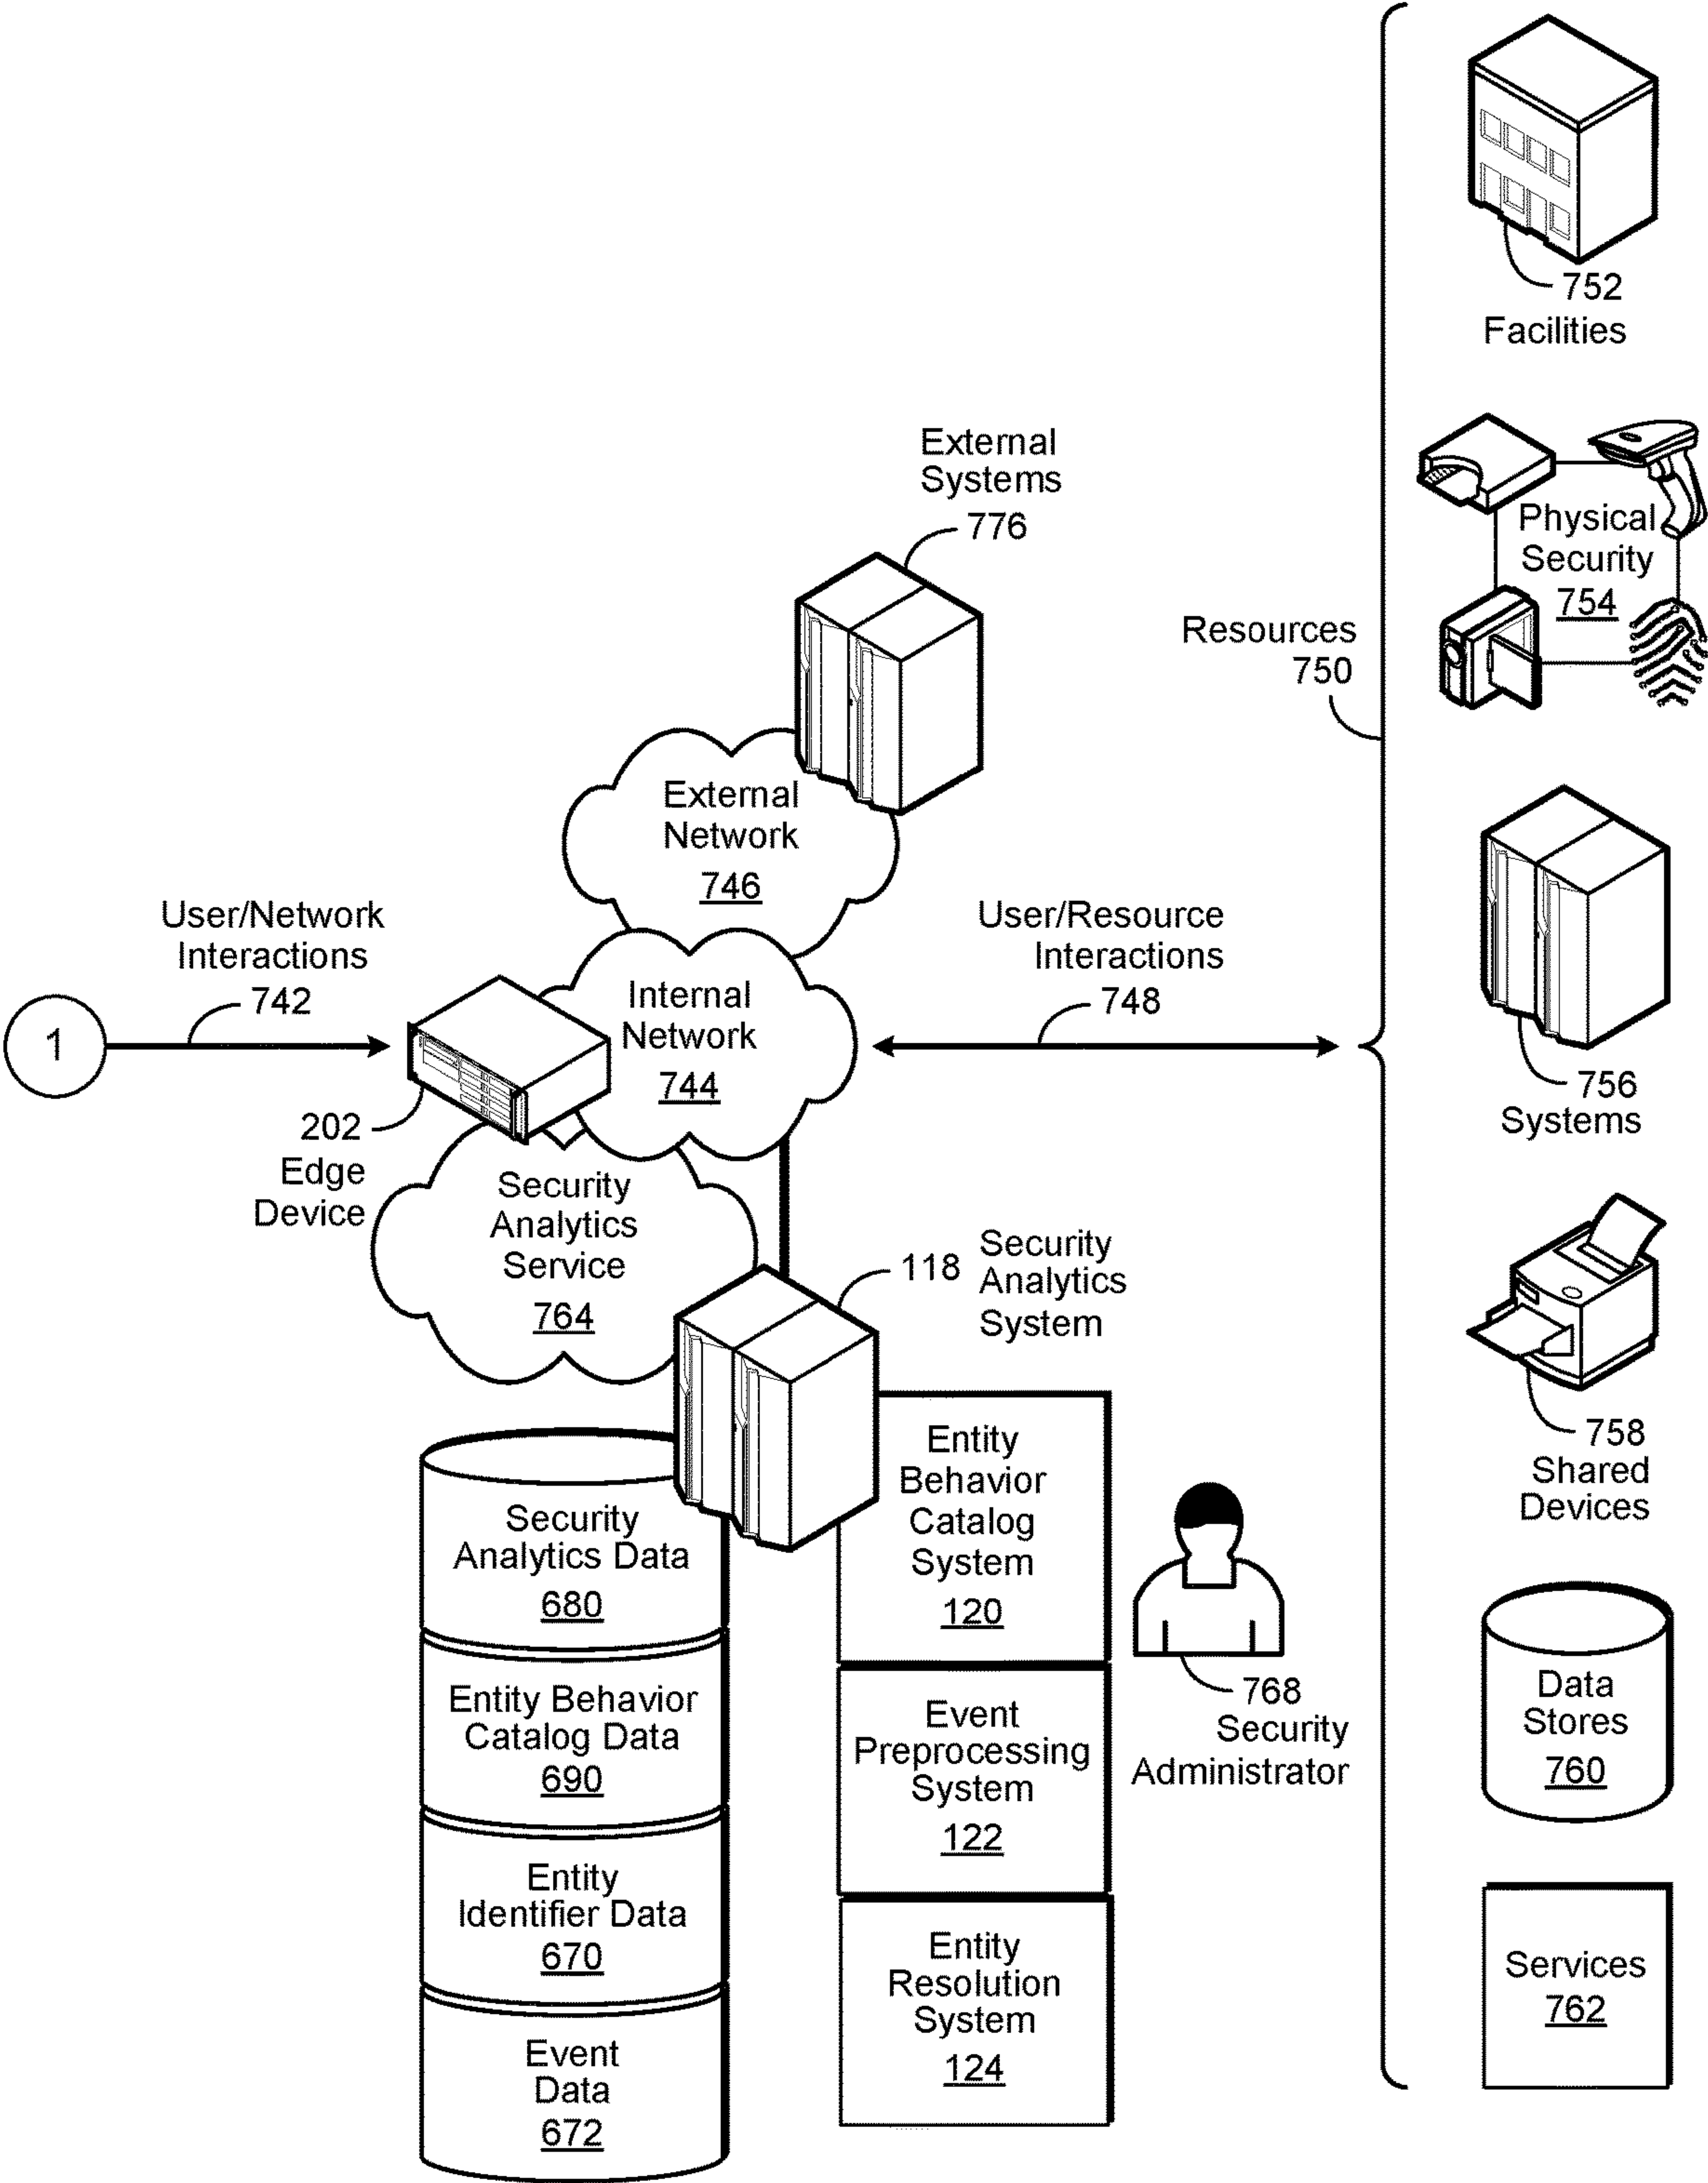 752
Facilities
External
Systems
776
Physical
Security
754
Resources
750
External
Network
746
User/Network
Interactions
742
User/Resource
Interactions
748
1
Internal
Network
744
756
Systems
202
Edge
Device
Security
Analytics
Service
764
118
Security
Analytics
System
758
Shared
Devices
Entity
Behavior
Catalog
System
120
Security
Analytics Data
680
768
Security
Administrator
Data
Stores
760
Entity Behavior
Catalog Data
690
Event
Preprocessing
System
122
Entity
Identifier Data
670
Entity
Resolution
System
124
Services
762
Event
Data
672